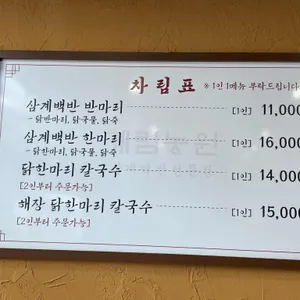 차림표 ※1인 1메뉴 부탁드립니다
삼계백반 반마리 [1인] 11,000
- 닭반마리, 닭국물, 닭죽
삼계백반 한마리 [1인] 16,000
- 닭한마리, 닭국물, 닭죽
닭한마리 칼국수 [1인] 14,000
[2인부터 주문가능]
해장 닭한마리 칼국수 [1인] 15,000
[2인부터 주문가능]